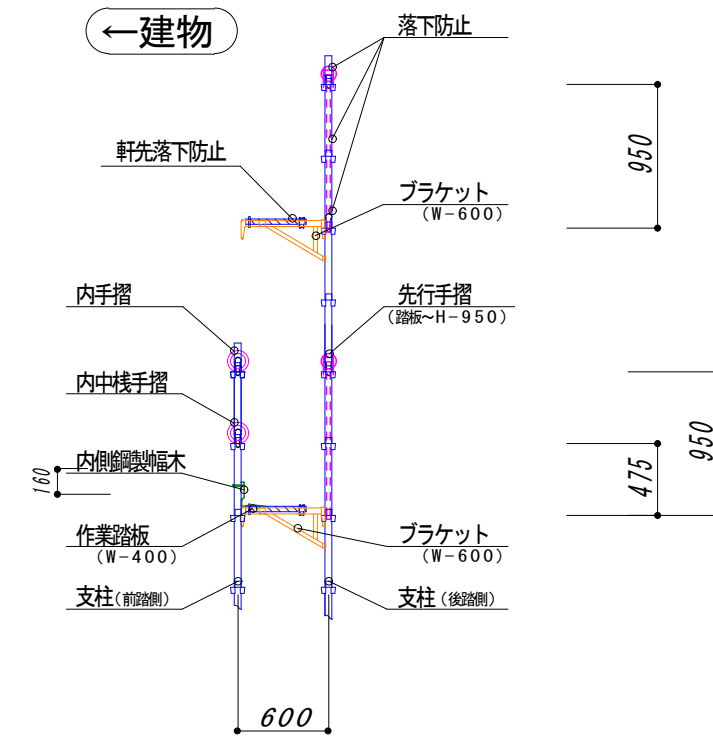 ←建物
落下防止
950
軒先落下防止
ブラケット
(W-600)
内手摺
先行手摺
(踏板~H-950)
内中桟手摺
950
475
内側鋼製幅木
160
作業踏板
(W-400)
ブラケット
(W-600)
支柱(前踏側)
支柱(後踏側)
600